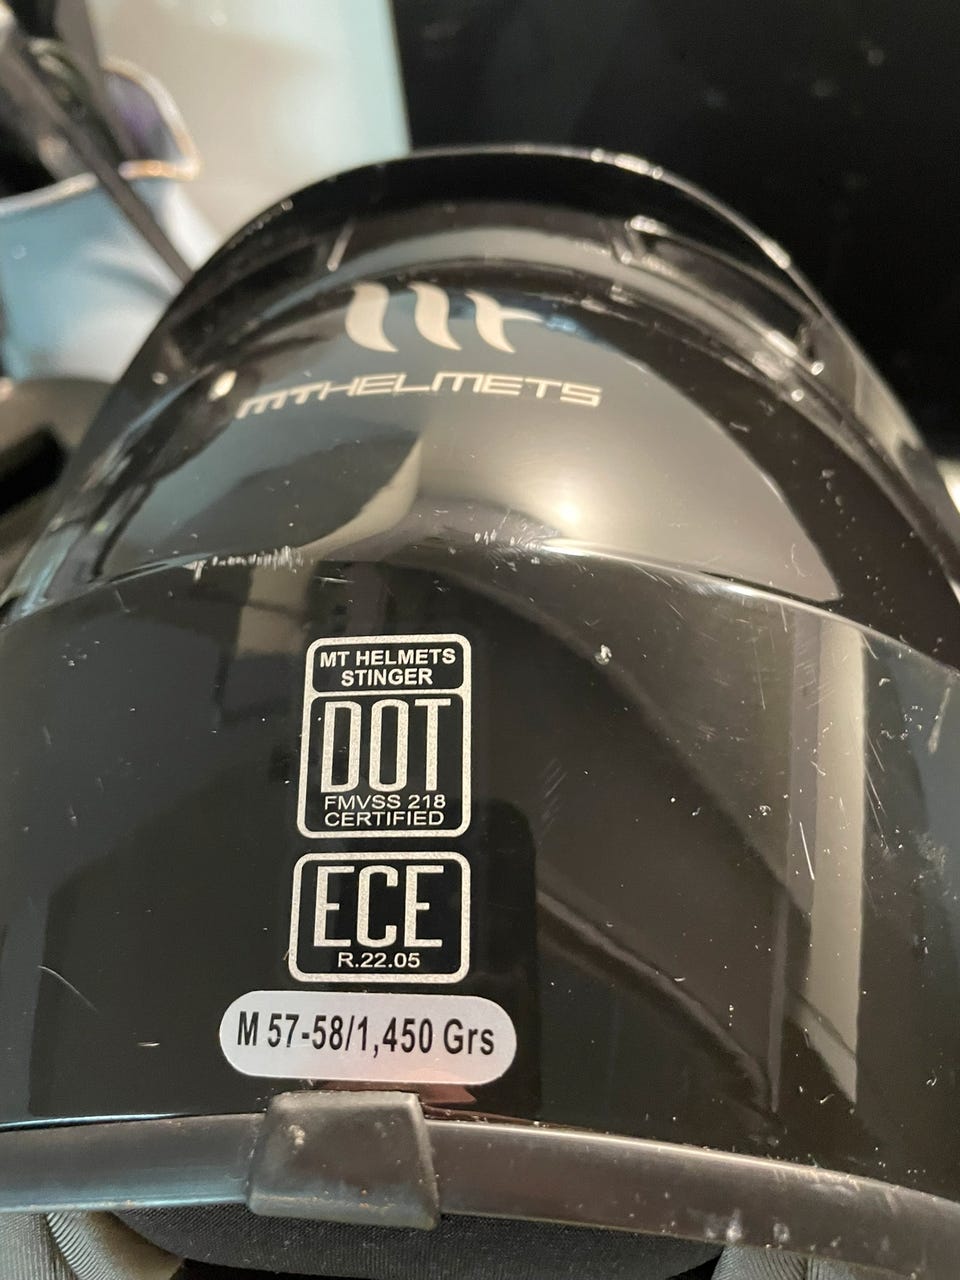 MTHELMETS
MT HELMETS
STINGER
DOT
FMVSS 218
CERTIFIED
ECE
R.22.05
M 57-58/1,450 Grs